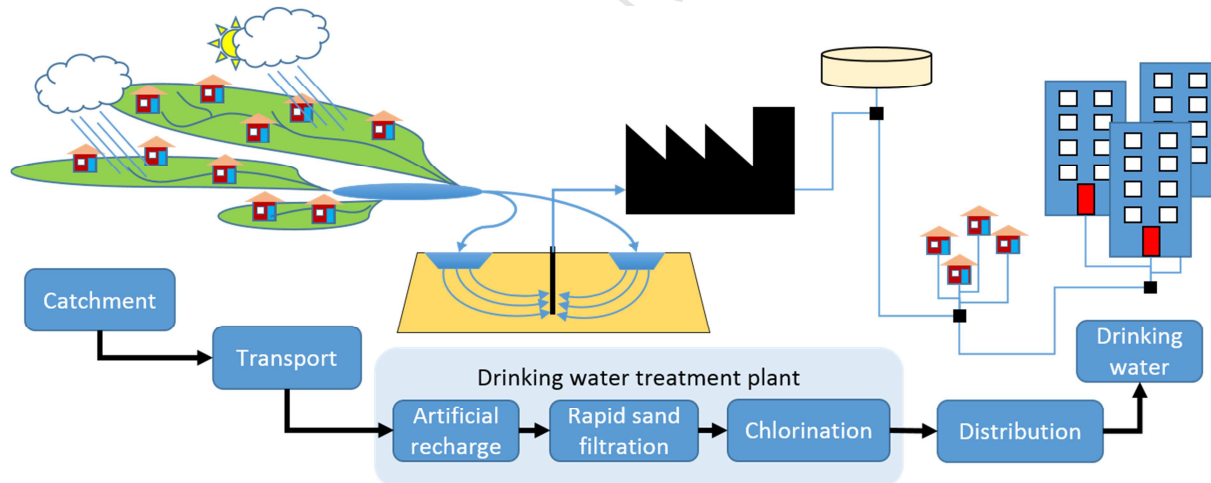 Catchment
Transport
Drinking water treatment plant
Artificial
recharge
Rapid sand
filtration
Chlorination
Distribution
Drinking
water